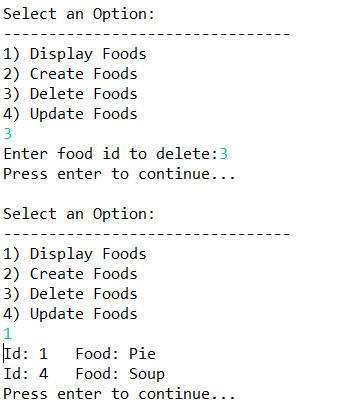 Select an Option:
--------------------------------
1) Display Foods
2) Create Foods
3) Delete Foods
4) Update Foods
3
Enter food id to delete:3
Press enter to continue...
Select an Option:
--------------------------------
1) Display Foods
2) Create Foods
3) Delete Foods
4) Update Foods
1
Id: 1   Food: Pie
Id: 4   Food: Soup
Press enter to continue...